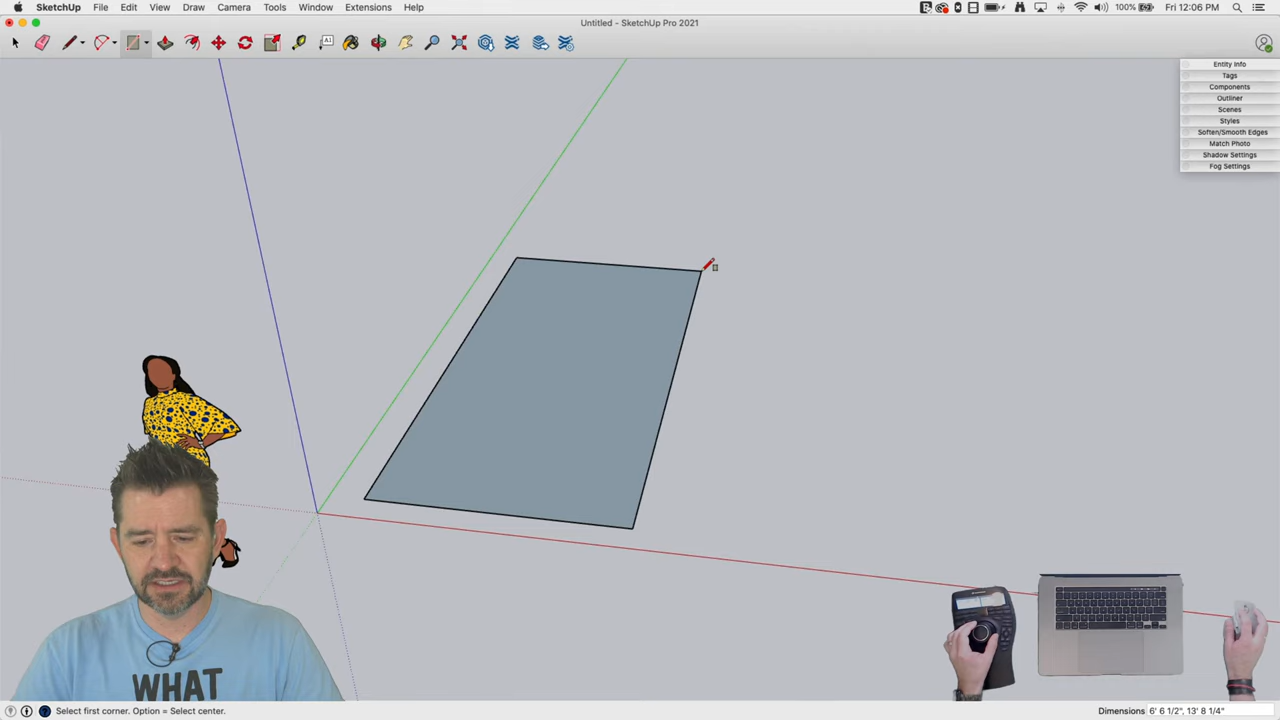 SketchUp File Edit View Draw Camera Tools Window Extensions Help 100% Fri 12:06 PM
Untitled - SketchUp Pro 2021
A1
Entity Info
Tags
Components
Outliner
Scenes
Styles
Soften/Smooth Edges
Match Photo
Shadow Settings
Fog Settings
WHAT
Select first corner. Option = Select center. Dimensions 6' 6 1/2", 13' 8 1/4"